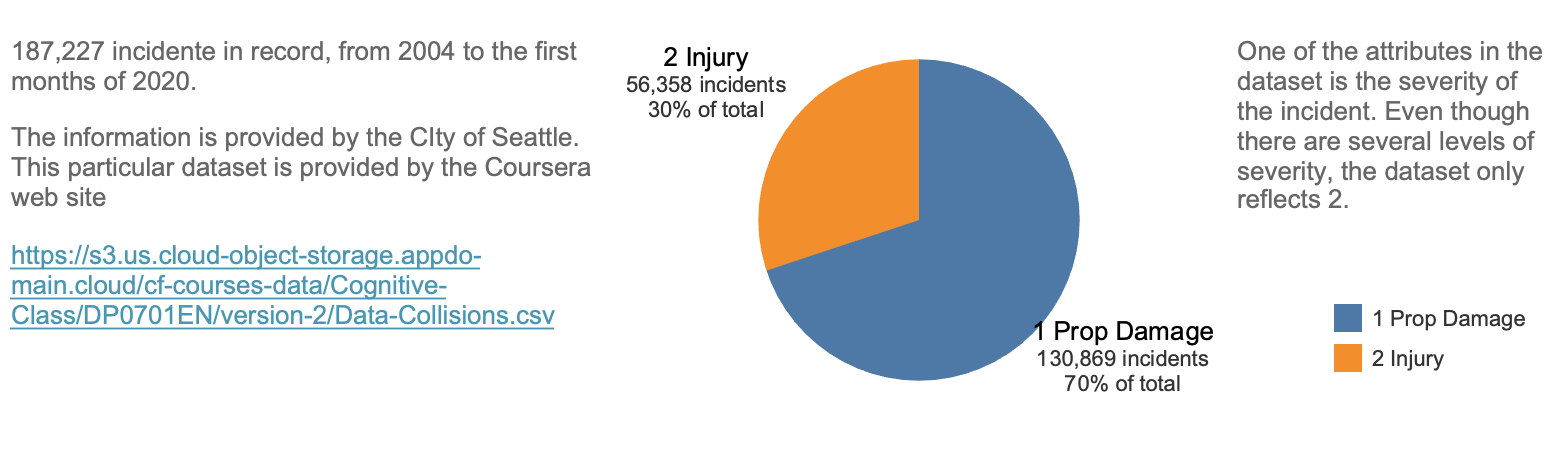 187,227 incidente in record, from 2004 to the first
months of 2020.
The information is provided by the CIty of Seattle.
This particular dataset is provided by the Coursera
web site
https://s3.us.cloud-object-storage.appdo-
main.cloud/cf-courses-data/Cognitive-
Class/DP0701EN/version-2/Data-Collisions.csv
2 Injury
56,358 incidents
30% of total
1 Prop Damage
130,869 incidents
70% of total
One of the attributes in the
dataset is the severity of
the incident. Even though
there are several levels of
severity, the dataset only
reflects 2.
1 Prop Damage
2 Injury